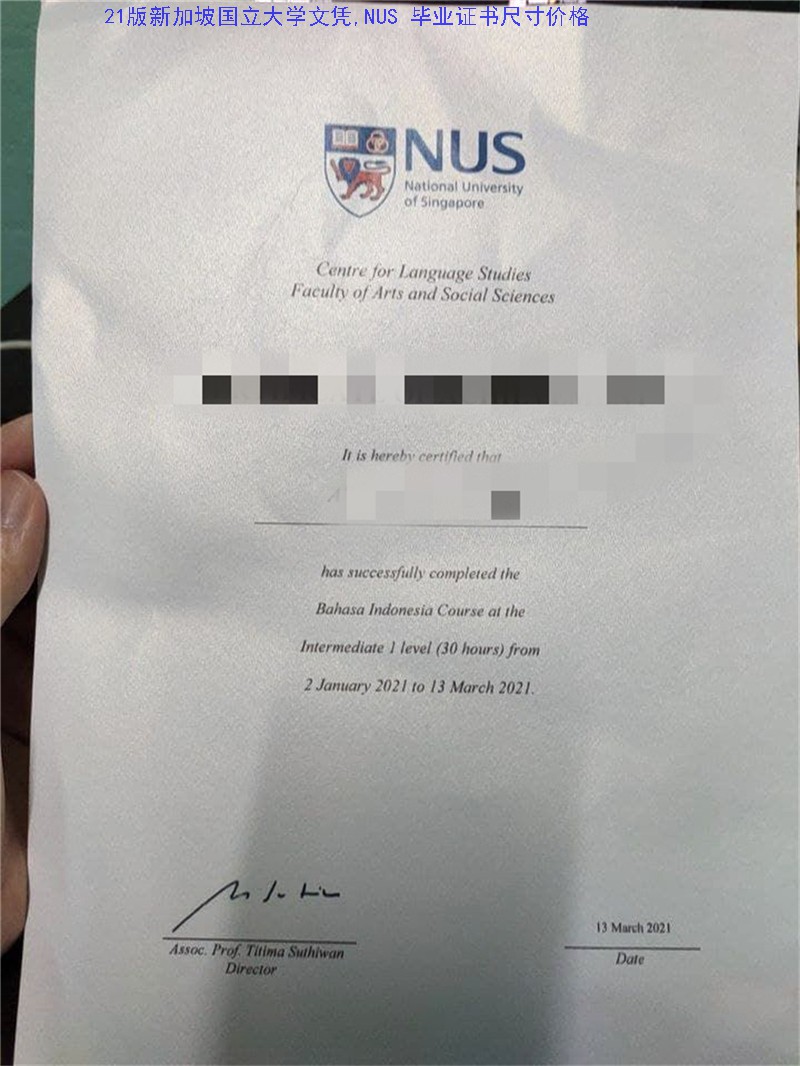 21版新加坡国立大学文凭,NUS 毕业证书尺寸价格
NUS
National University
of Singapore
Centre for Language Studies
Faculty of Arts and Social Sciences
It is hereby certified that
has successfully completed the
Bahasa Indonesia Course at the
Intermediate 1 level (30 hours) from
2 January 2021 to 13 March 2021.
Assoc. Prof. Titima Suthiwan
Director
13 March 2021
Date